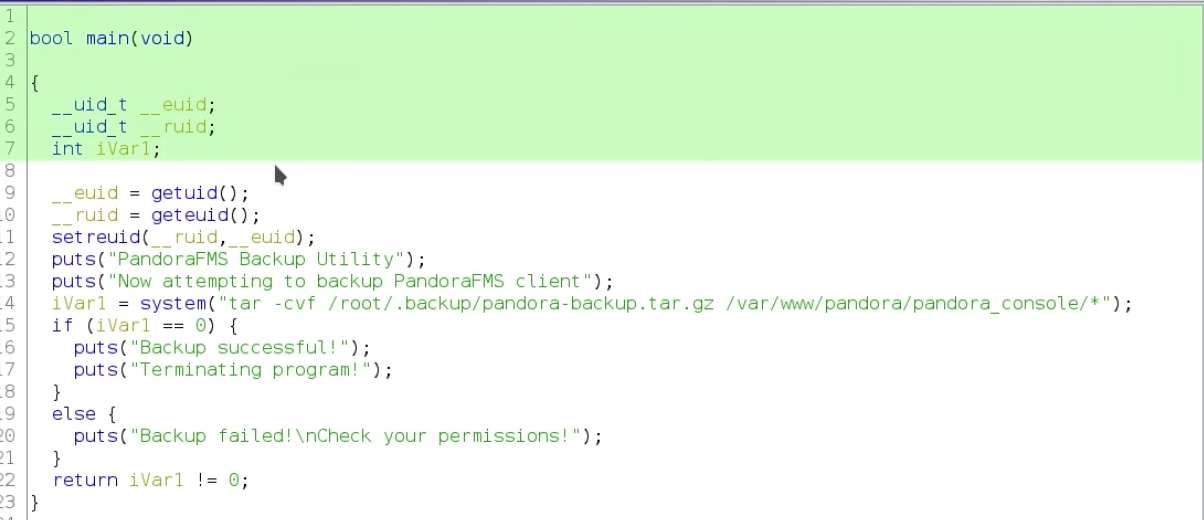 1
2 bool main(void)
3
4 {
5   __uid_t __euid;
6   __uid_t __ruid;
7   int iVar1;
8
9   __euid = getuid();
10   __ruid = geteuid();
11   setreuid(__ruid,__euid);
12   puts("PandoraFMS Backup Utility");
13   puts("Now attempting to backup PandoraFMS client");
14   iVar1 = system("tar -cvf /root/.backup/pandora-backup.tar.gz /var/www/pandora/pandora_console/*");
15   if (iVar1 == 0) {
16     puts("Backup successful!");
17     puts("Terminating program!");
18   }
19   else {
20     puts("Backup failed!\nCheck your permissions!");
21   }
22   return iVar1 != 0;
23 }